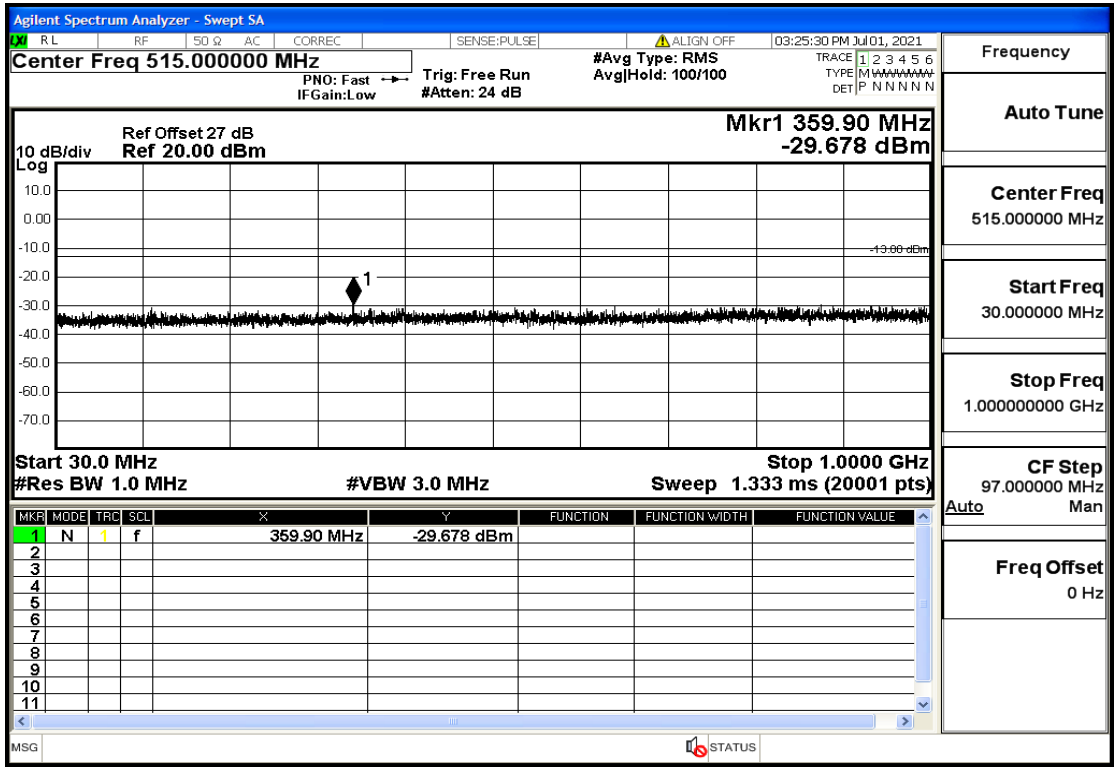 Agilent Spectrum Analyzer - Swept SA
LXI RL RF 50 Ω AC CORREC SENSE:PULSE ALIGN OFF 03:25:30 PM Jul 01, 2021
Center Freq 515.000000 MHz #Avg Type: RMS TRACE 1 2 3 4 5 6
PNO: Fast Trig: Free Run Avg|Hold: 100/100 TYPE M WWWWW
IFGain:Low #Atten: 24 dB DET P N N N N N
Mkr1 359.90 MHz
-29.678 dBm
Ref Offset 27 dB
10 dB/div Ref 20.00 dBm
Log
10.0
0.00
-10.0
-13.00 dBm
-20.0
1
-30.0
-40.0
-50.0
-60.0
-70.0
Start 30.0 MHz Stop 1.0000 GHz
#Res BW 1.0 MHz #VBW 3.0 MHz Sweep 1.333 ms (20001 pts)
MKR MODE TRC SCL X Y FUNCTION FUNCTION WIDTH FUNCTION VALUE
1 N 1 f 359.90 MHz -29.678 dBm
2
3
4
5
6
7
8
9
10
11
MSG STATUS
Frequency
Auto Tune
Center Freq
515.000000 MHz
Start Freq
30.000000 MHz
Stop Freq
1.000000000 GHz
CF Step
97.000000 MHz
Auto Man
Freq Offset
0 Hz